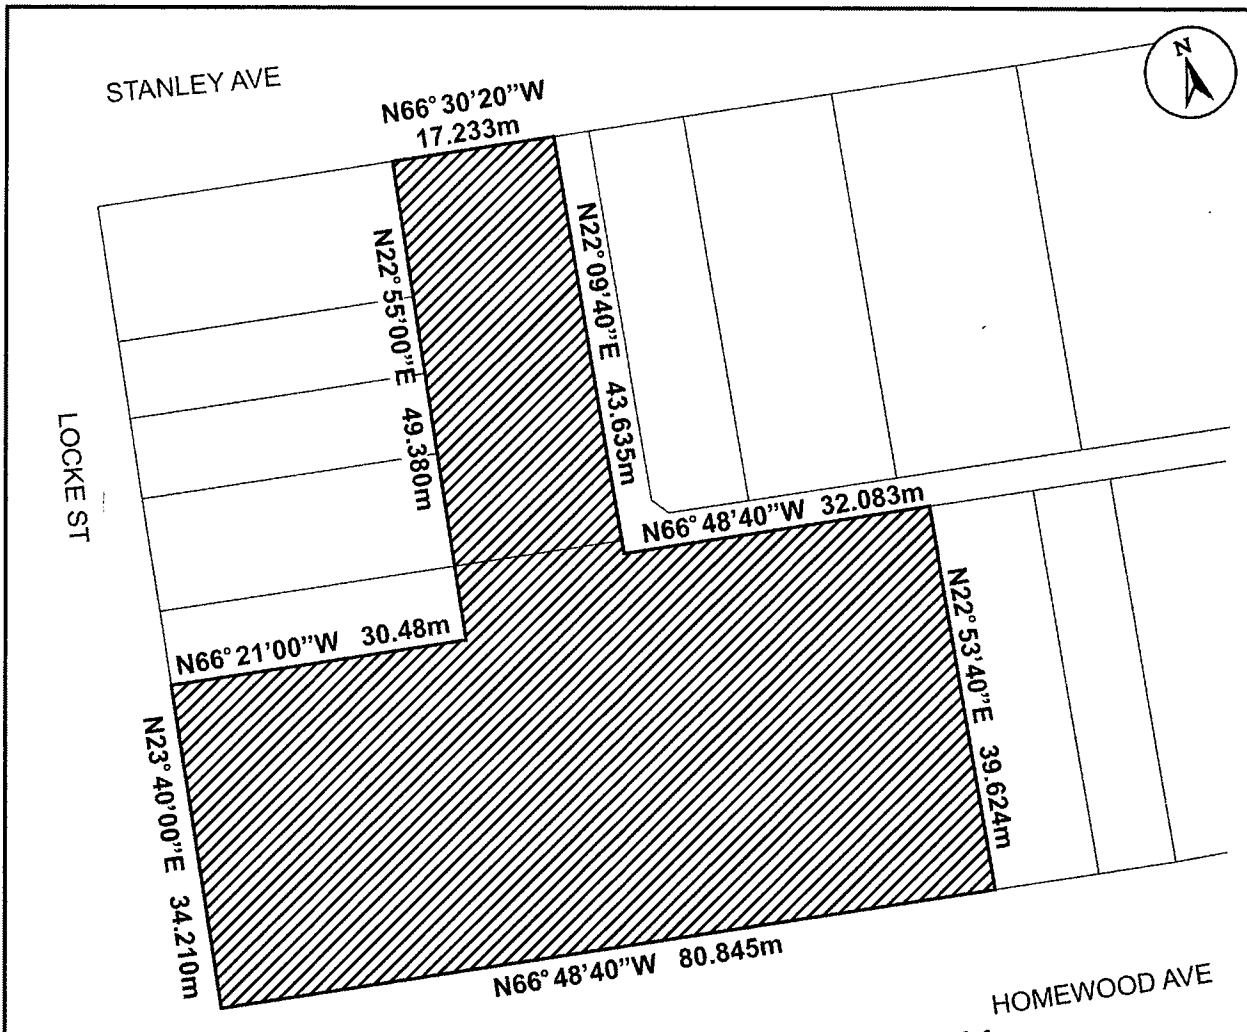 STANLEY AVE
N
N66°30'20"W
17.233m
N22°55'00"E 49.380m
N22°09'40"E 43.635m
LOCKE ST
N66°48'40"W 32.083m
N66°21'00"W 30.48m
N22°53'40"E 39.624m
N23°40'00"E 34.210m
N66°48'40"W 80.845m
HOMEWOOD AVE